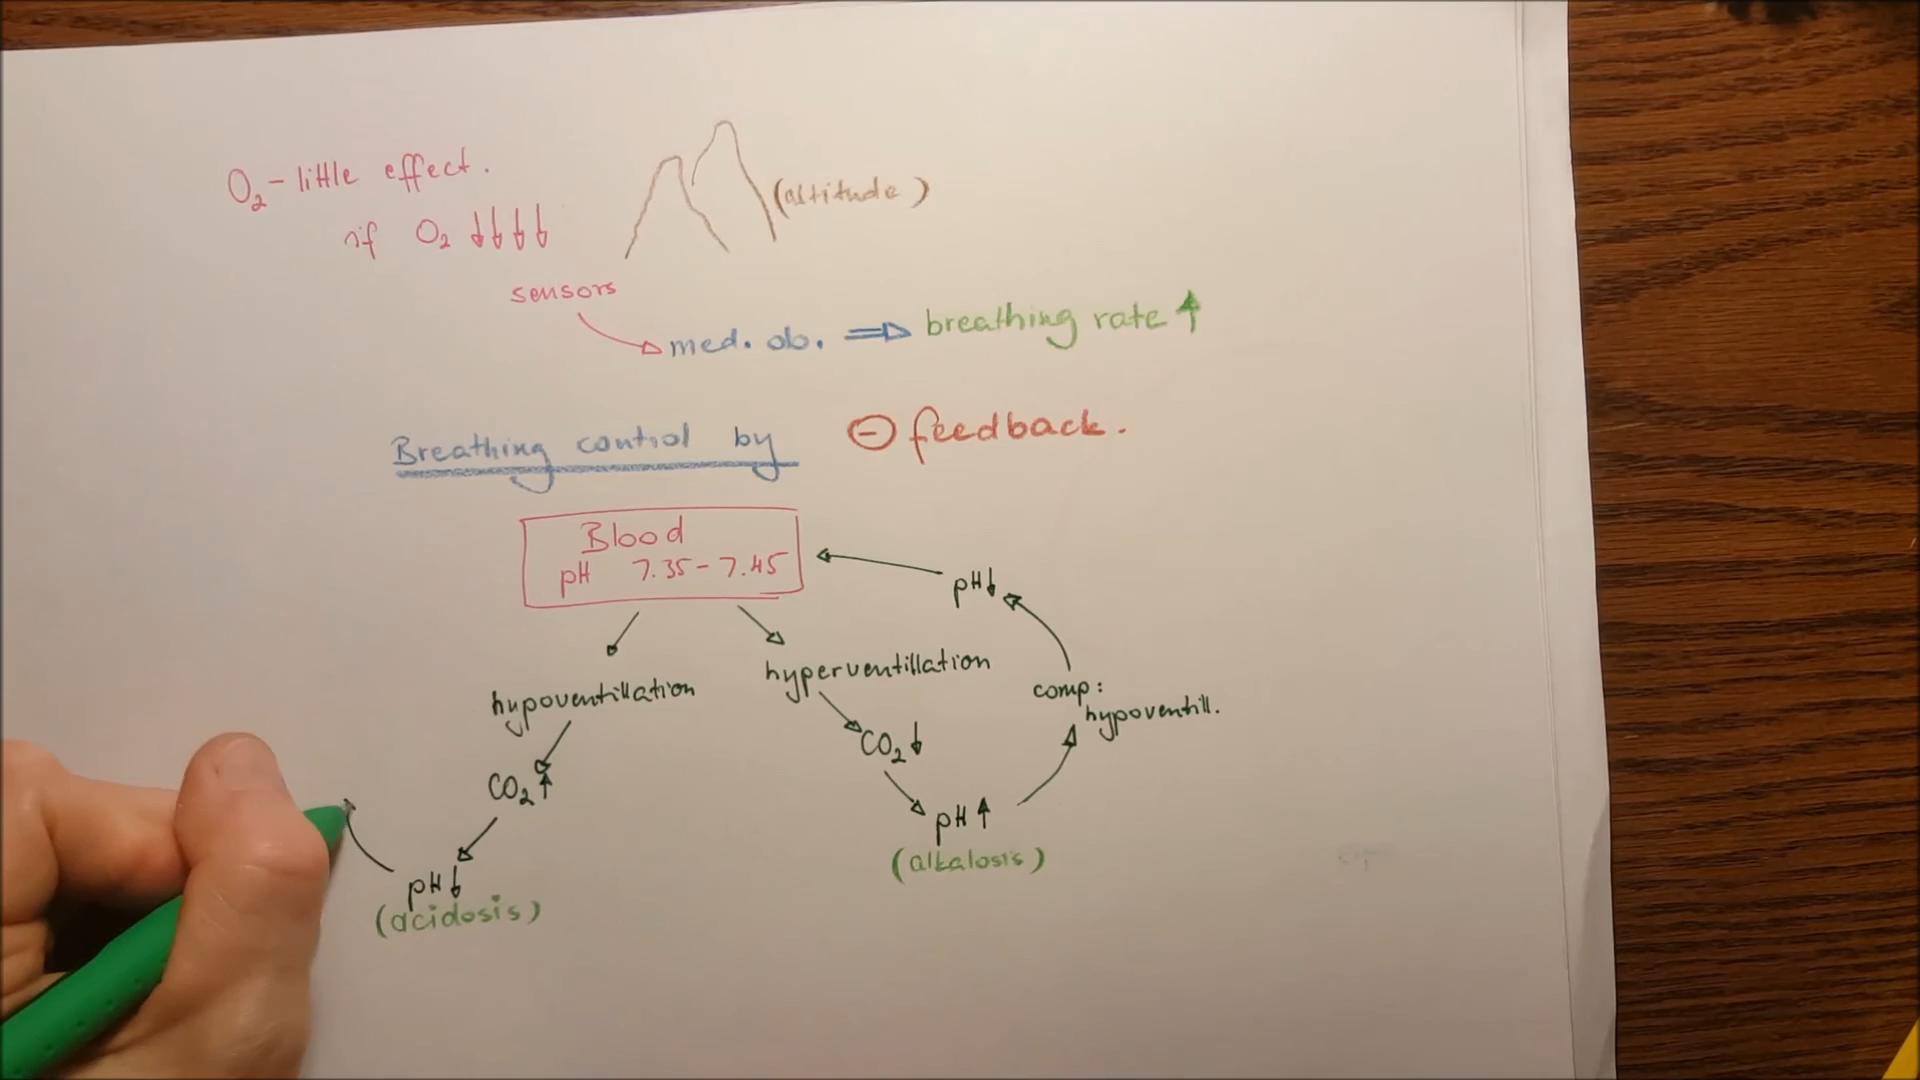 O₂ - little effect.
if O₂ ↓↓↓↓
(altitude)
sensors
med. ob. ⇒ breathing rate ↑
Breathing control by ⊖ feedback.
Blood
pH 7.35 - 7.45
pH↓
hypoventillation
hyperventillation
comp:
hypoventill.
CO₂↑
CO₂↓
pH↑
(alkalosis)
pH↓
(acidosis)